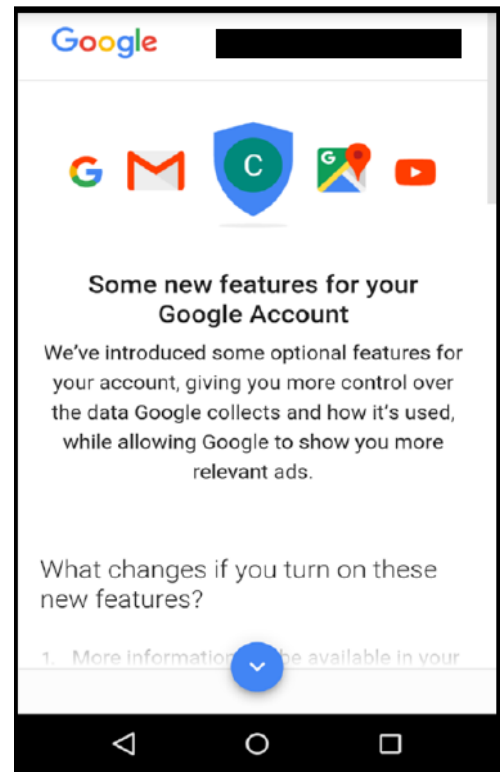 Google
G
C
G
Some new features for your
Google Account
We've introduced some optional features for
your account, giving you more control over
the data Google collects and how it's used,
while allowing Google to show you more
relevant ads.
What changes if you turn on these
new features?
1. More information be available in your